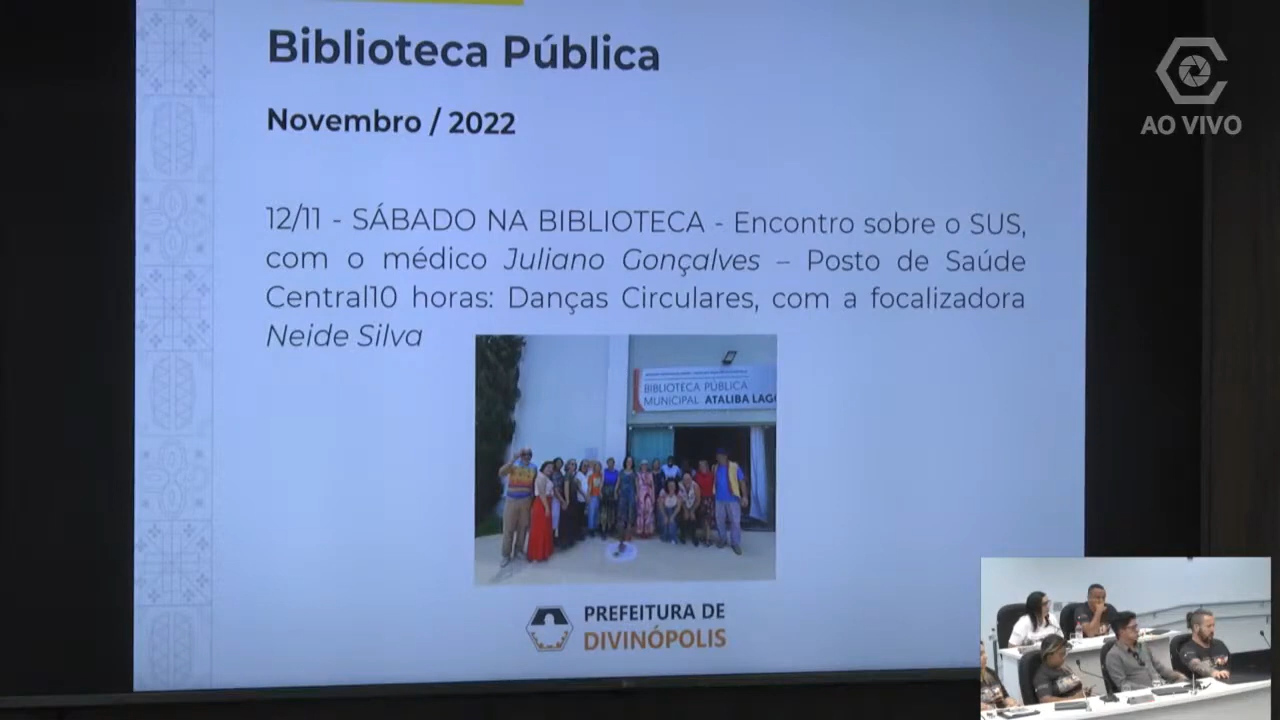 Biblioteca Pública
Novembro / 2022
12/11 - SÁBADO NA BIBLIOTECA - Encontro sobre o SUS,
com o médico Juliano Gonçalves – Posto de Saúde
Central10 horas: Danças Circulares, com a focalizadora
Neide Silva
BIBLIOTECA PÚBLICA
MUNICIPAL ATALIBA LAGO
PREFEITURA DE
DIVINÓPOLIS
AO VIVO